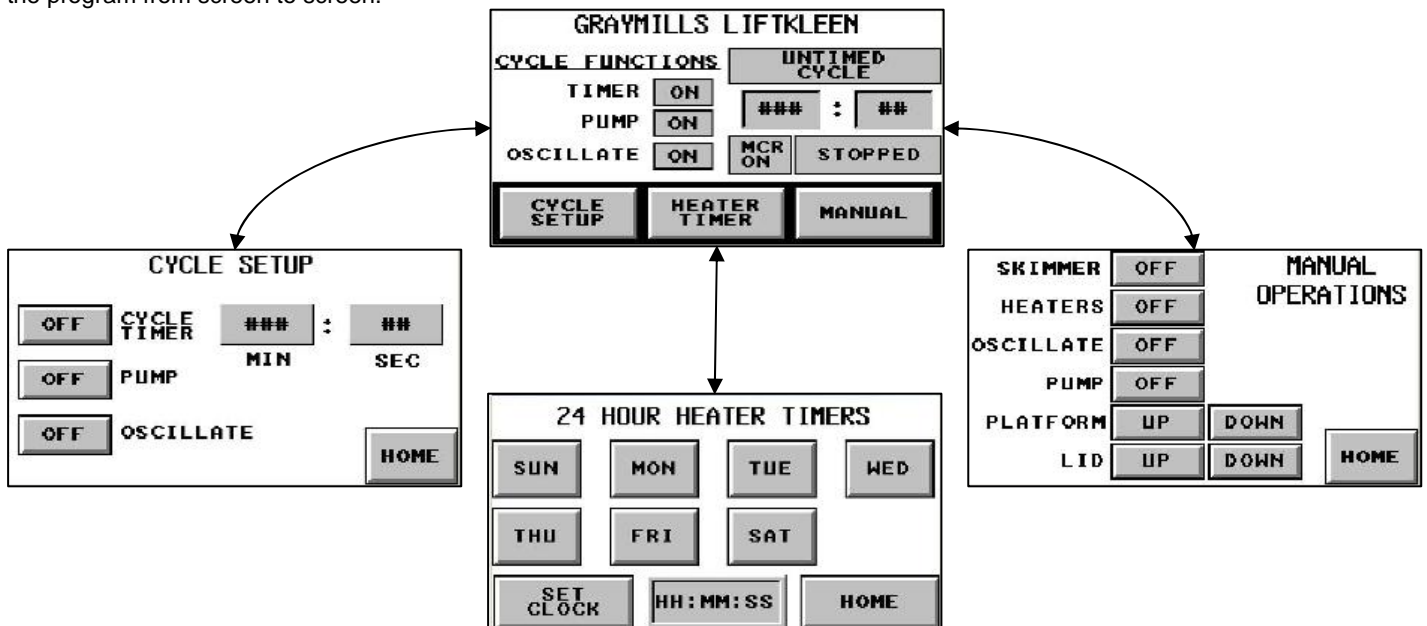 the program from screen to screen.
GRAYMILLS LIFTKLEEN
CYCLE FUNCTIONS
UNTIMED
CYCLE
TIMER ON
### : ##
PUMP ON
OSCILLATE ON
MCR
ON
STOPPED
CYCLE
SETUP
HEATER
TIMER
MANUAL
CYCLE SETUP
OFF
CYCLE
TIMER
### : ##
MIN SEC
OFF PUMP
OFF OSCILLATE
HOME
24 HOUR HEATER TIMERS
SUN MON TUE WED
THU FRI SAT
SET
CLOCK
HH:MM:SS
HOME
MANUAL
OPERATIONS
SKIMMER OFF
HEATERS OFF
OSCILLATE OFF
PUMP OFF
PLATFORM UP DOWN
LID UP DOWN
HOME